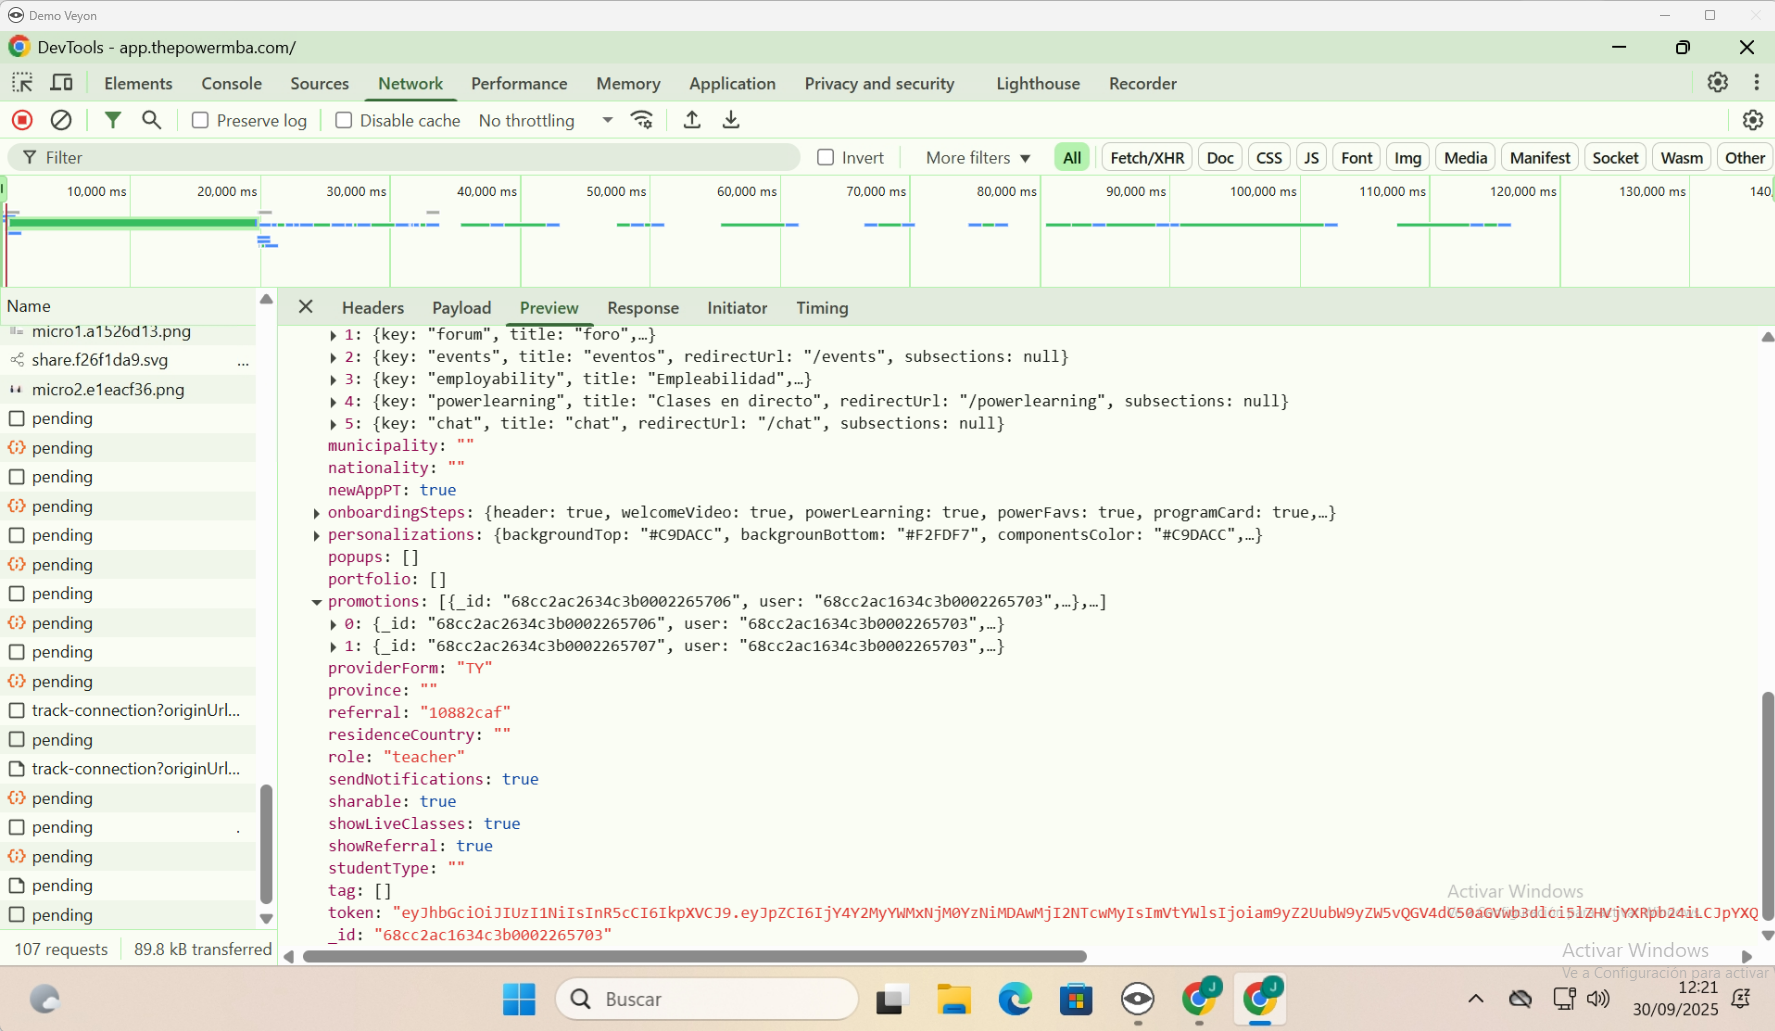 Demo Veyon
DevTools - app.thepowermba.com/
Elements Console Sources Network Performance Memory Application Privacy and security Lighthouse Recorder
Preserve log Disable cache No throttling
Filter Invert More filters All Fetch/XHR Doc CSS JS Font Img Media Manifest Socket Wasm Other
10,000 ms 20,000 ms 30,000 ms 40,000 ms 50,000 ms 60,000 ms 70,000 ms 80,000 ms 90,000 ms 100,000 ms 110,000 ms 120,000 ms 130,000 ms 140,
Name
micro1.a1526d13.png
share.f26f1da9.svg ...
micro2.e1eacf36.png
pending
pending
pending
pending
pending
pending
pending
pending
pending
pending
track-connection?originUrl...
pending
track-connection?originUrl...
pending
pending
pending
pending
pending
107 requests 89.8 kB transferred
Headers Payload Preview Response Initiator Timing
1: {key: "forum", title: "foro",…}
2: {key: "events", title: "eventos", redirectUrl: "/events", subsections: null}
3: {key: "employability", title: "Empleabilidad",…}
4: {key: "powerlearning", title: "Clases en directo", redirectUrl: "/powerlearning", subsections: null}
5: {key: "chat", title: "chat", redirectUrl: "/chat", subsections: null}
municipality: ""
nationality: ""
newAppPT: true
onboardingSteps: {header: true, welcomeVideo: true, powerLearning: true, powerFavs: true, programCard: true,…}
personalizations: {backgroundTop: "#C9DACC", backgrounBottom: "#F2FDF7", componentsColor: "#C9DACC",…}
popups: []
portfolio: []
promotions: [{_id: "68cc2ac2634c3b0002265706", user: "68cc2ac1634c3b0002265703",…},…]
0: {_id: "68cc2ac2634c3b0002265706", user: "68cc2ac1634c3b0002265703",…}
1: {_id: "68cc2ac2634c3b0002265707", user: "68cc2ac1634c3b0002265703",…}
providerForm: "TY"
province: ""
referral: "10882caf"
residenceCountry: ""
role: "teacher"
sendNotifications: true
sharable: true
showLiveClasses: true
showReferral: true
studentType: ""
tag: []
token:
_id: "68cc2ac1634c3b0002265703"
Activar Windows
Activar Windows
Ve a Configuración para activar
Buscar
J
J
12:21
30/09/2025